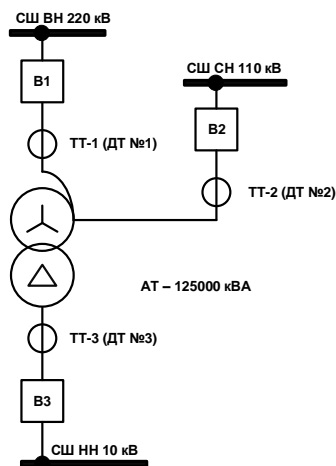 СШ ВН 220 кВ
В1
СШ СН 110 кВ
В2
ТТ-1 (ДТ №1)
ТТ-2 (ДТ №2)
АТ – 125000 кВА
ТТ-3 (ДТ №3)
В3
СШ НН 10 кВ